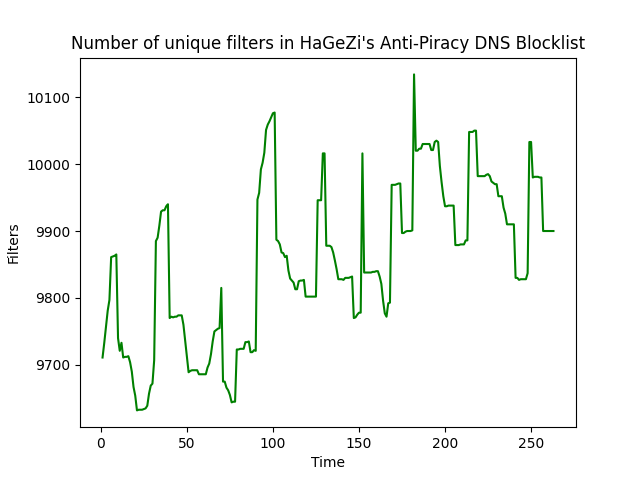 Number of unique filters in HaGeZi's Anti-Piracy DNS Blocklist
10100
10000
9900
9800
9700
Filters
0 50 100 150 200 250
Time